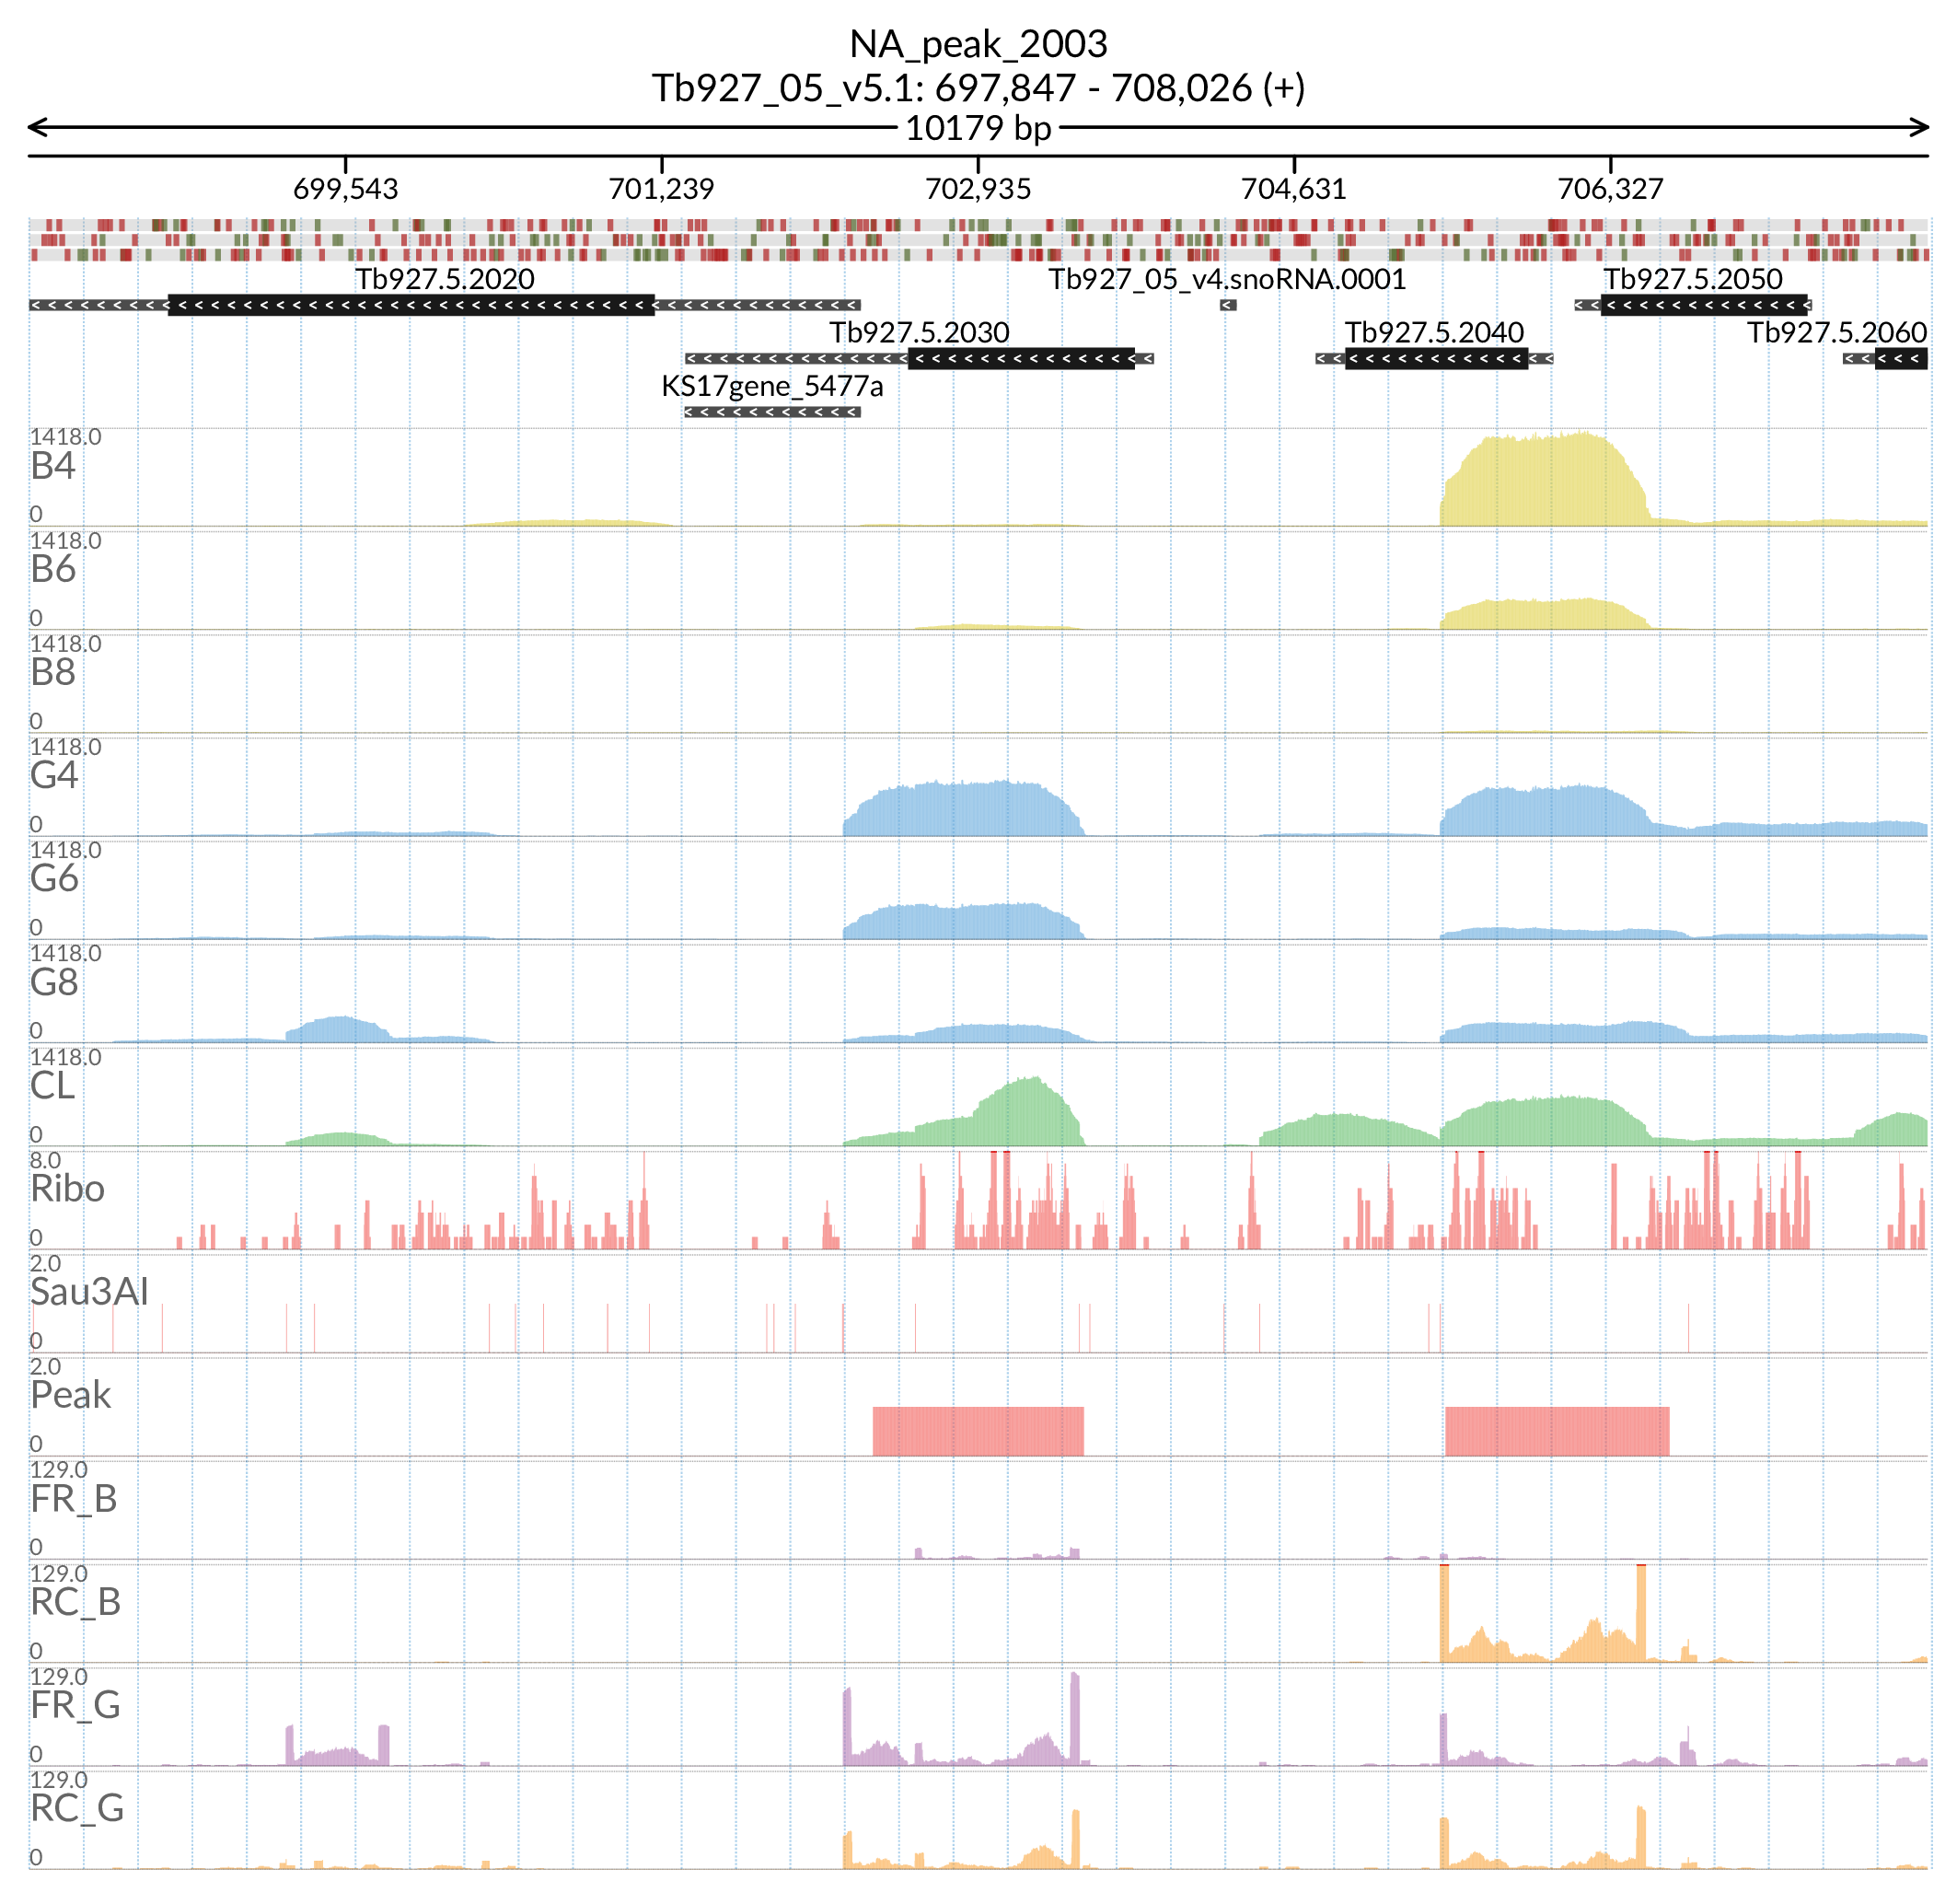 NA_peak_2003
Tb927_05_v5.1: 697,847 - 708,026 (+)
10179 bp
699,543 701,239 702,935 704,631 706,327
Tb927.5.2020 Tb927_05_v4.snoRNA.0001 Tb927.5.2050
Tb927.5.2030 Tb927.5.2040 Tb927.5.2060
KS17gene_5477a
1418.0
B4
0
1418.0
B6
0
1418.0
B8
0
1418.0
G4
0
1418.0
G6
0
1418.0
G8
0
1418.0
CL
0
8.0
Ribo
0
2.0
Sau3AI
0
2.0
Peak
0
129.0
FR_B
0
129.0
RC_B
0
129.0
FR_G
0
129.0
RC_G
0